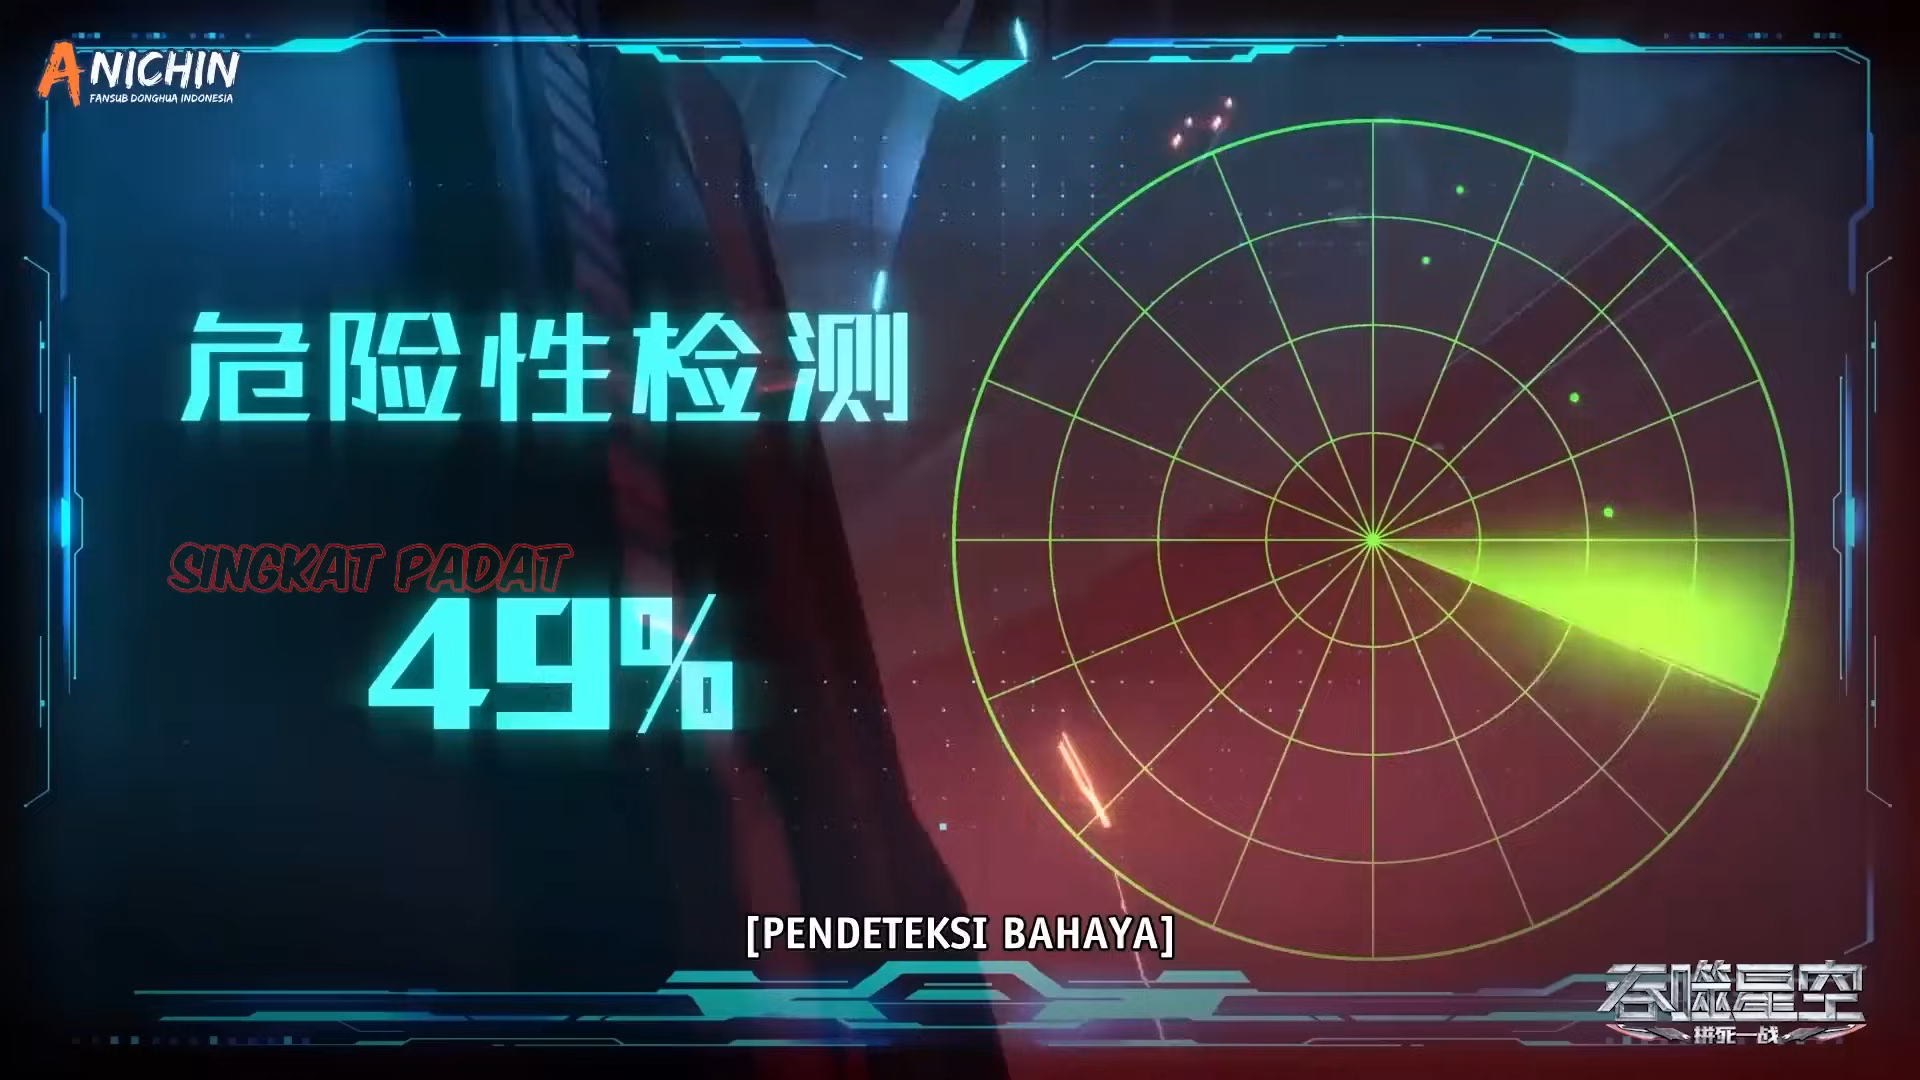 ANICHIN
FANSUB DONGHUA INDONESIA
危险性检测
SINGKAT PADAT
49%
[PENDETEKSI BAHAYA]
吞噬星空
拼死一战